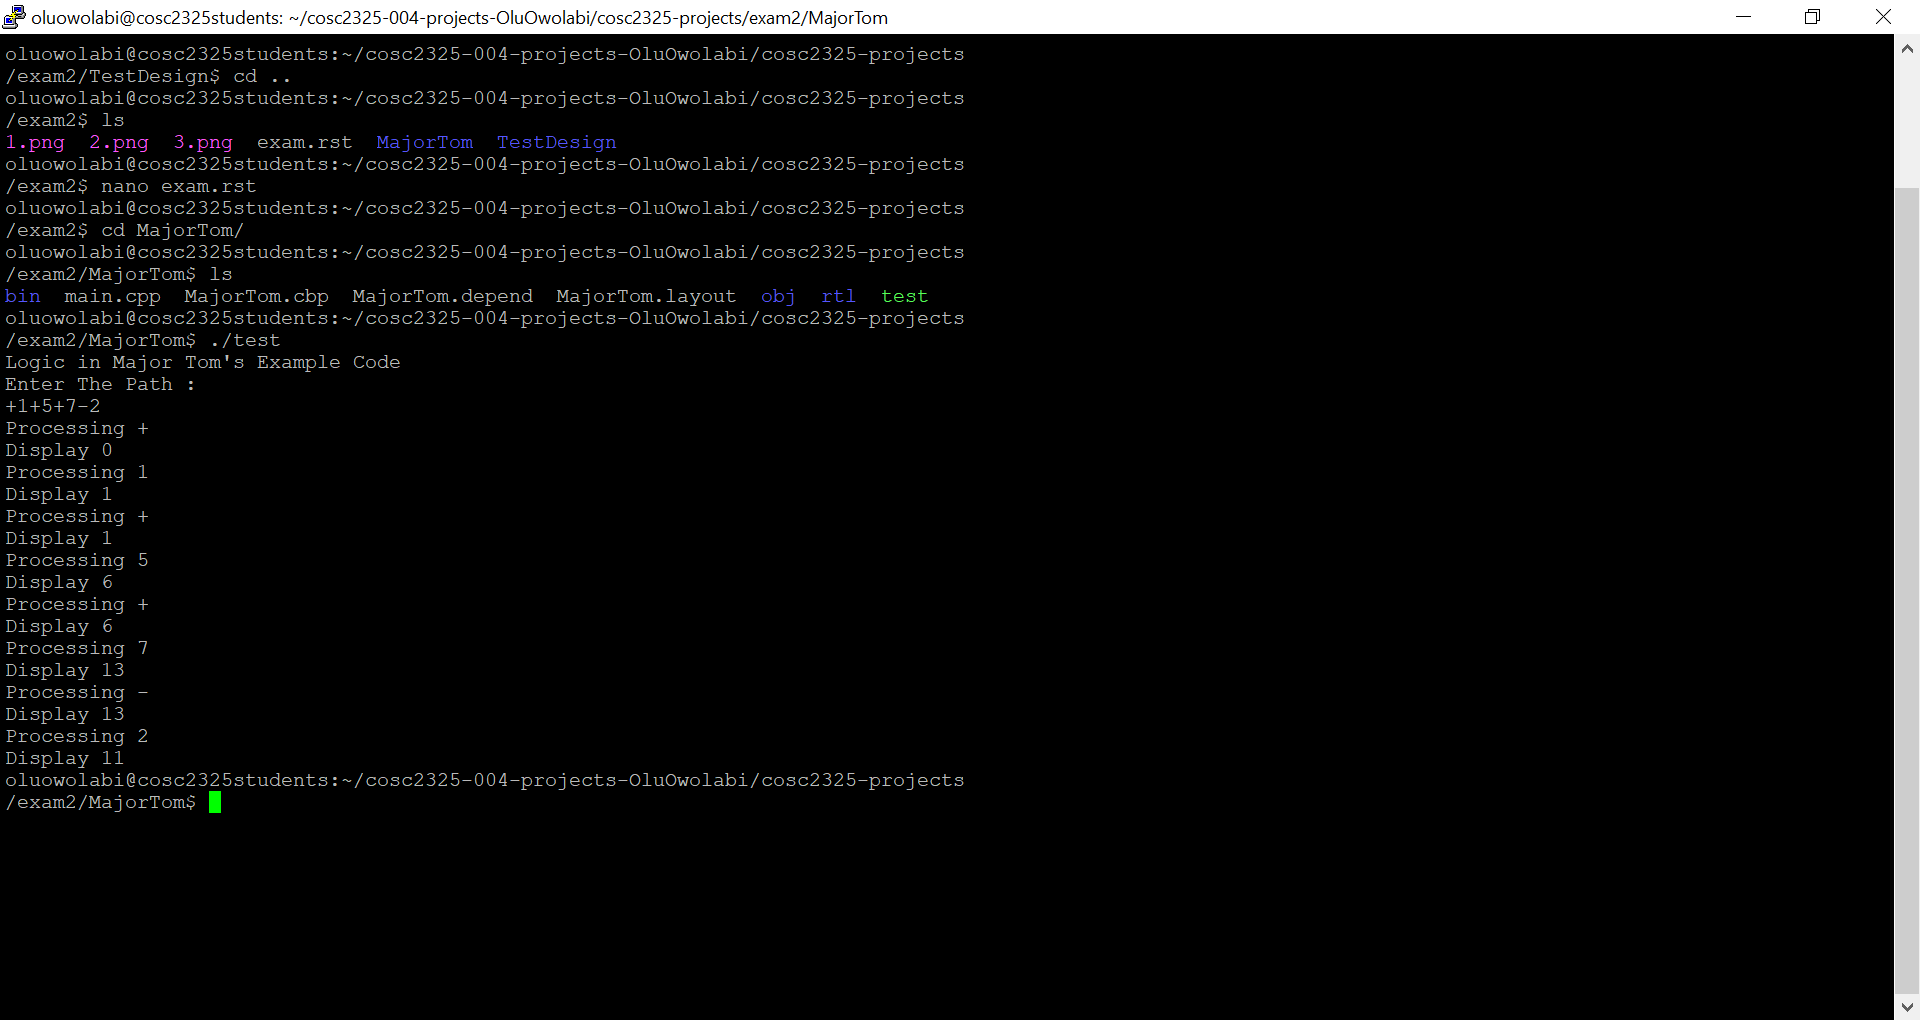 oluowolabi@cosc2325students: ~/cosc2325-004-projects-OluOwolabi/cosc2325-projects/exam2/MajorTom
oluowolabi@cosc2325students:~/cosc2325-004-projects-OluOwolabi/cosc2325-projects
/exam2/TestDesign$ cd ..
oluowolabi@cosc2325students:~/cosc2325-004-projects-OluOwolabi/cosc2325-projects
/exam2$ ls
1.png  2.png  3.png  exam.rst  MajorTom  TestDesign
oluowolabi@cosc2325students:~/cosc2325-004-projects-OluOwolabi/cosc2325-projects
/exam2$ nano exam.rst
oluowolabi@cosc2325students:~/cosc2325-004-projects-OluOwolabi/cosc2325-projects
/exam2$ cd MajorTom/
oluowolabi@cosc2325students:~/cosc2325-004-projects-OluOwolabi/cosc2325-projects
/exam2/MajorTom$ ls
bin  main.cpp  MajorTom.cbp  MajorTom.depend  MajorTom.layout  obj  rtl  test
oluowolabi@cosc2325students:~/cosc2325-004-projects-OluOwolabi/cosc2325-projects
/exam2/MajorTom$ ./test
Logic in Major Tom's Example Code
Enter The Path :
+1+5+7-2
Processing +
Display 0
Processing 1
Display 1
Processing +
Display 1
Processing 5
Display 6
Processing +
Display 6
Processing 7
Display 13
Processing -
Display 13
Processing 2
Display 11
oluowolabi@cosc2325students:~/cosc2325-004-projects-OluOwolabi/cosc2325-projects
/exam2/MajorTom$